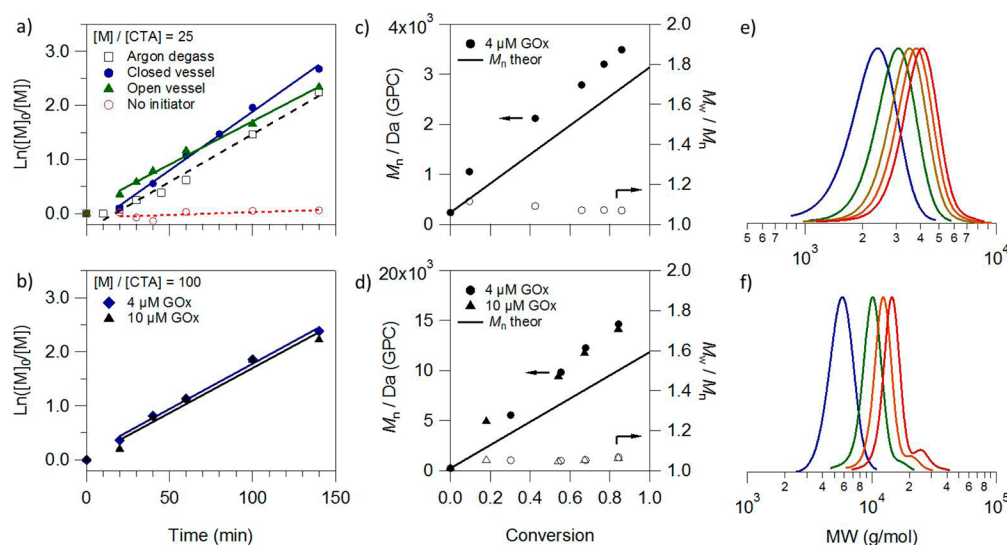 a)
[M] / [CTA] = 25
Argon degass
Closed vessel
Open vessel
No initiator
Ln([M]₀/[M])
3.0
2.0
1.0
0.0
b)
[M] / [CTA] = 100
4 µM GOx
10 µM GOx
Ln([M]₀/[M])
3.0
2.0
1.0
0.0
0 50 100 150
Time (min)
c)
4 µM GOx
Mn theor
Mn / Da (GPC)
4x10³
3
2
1
0
2.0
1.8
1.6
1.4
1.2
1.0
Mw / Mn
d)
4 µM GOx
10 µM GOx
Mn theor
Mn / Da (GPC)
20x10³
15
10
5
0
2.0
1.8
1.6
1.4
1.2
1.0
Mw / Mn
0.0 0.2 0.4 0.6 0.8 1.0
Conversion
e)
5 6 7 10³ 2 3 4 5 6 7 10⁴
f)
10³ 2 4 6 8 10⁴ 2 4 6 8 10⁵
MW (g/mol)